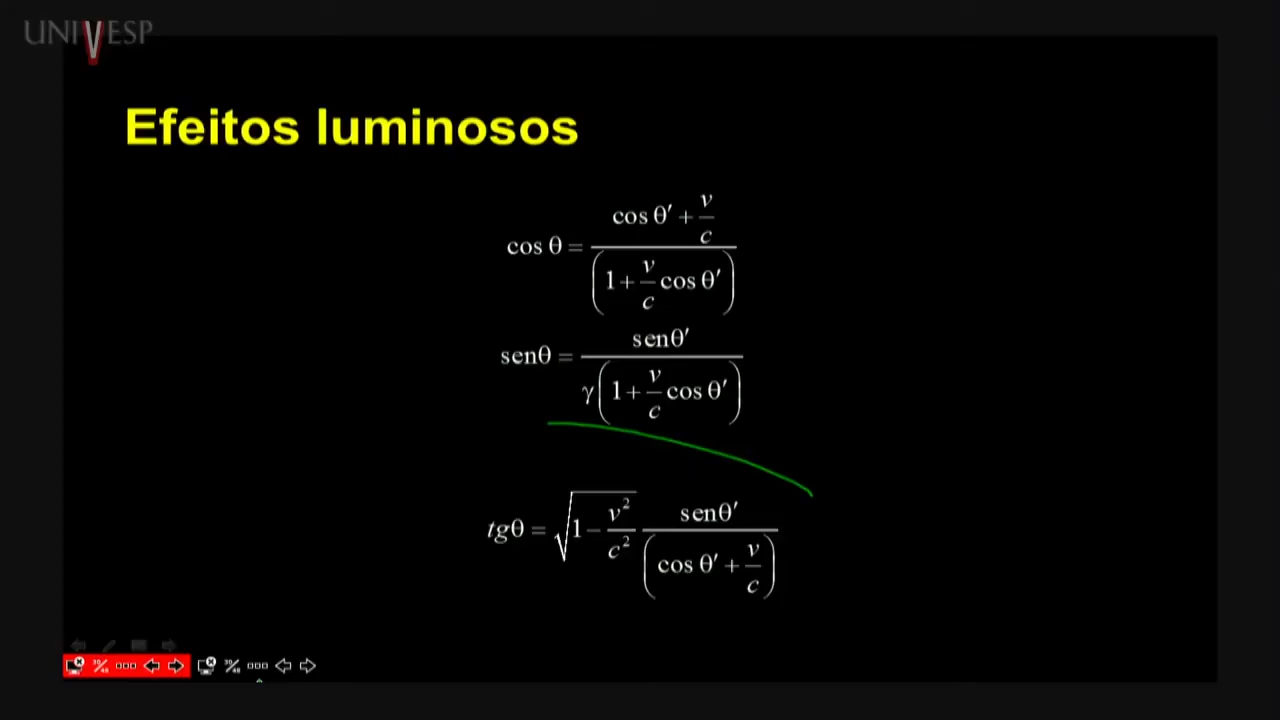 UNIVESP
Efeitos luminosos
cos θ = (cos θ′ + v/c) / (1 + v/c cos θ′)
senθ = senθ′ / γ(1 + v/c cos θ′)
tgθ = √(1 − v²/c²) senθ′ / (cos θ′ + v/c)